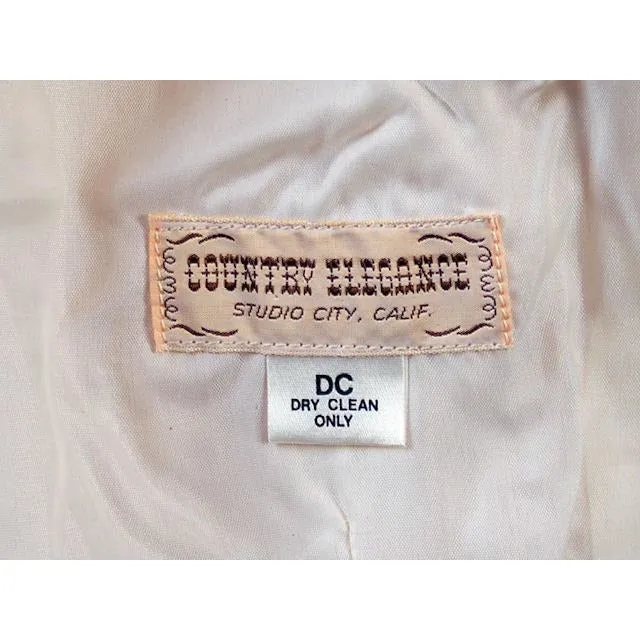 COUNTRY ELEGANCE
STUDIO CITY, CALIF.
DC
DRY CLEAN
ONLY